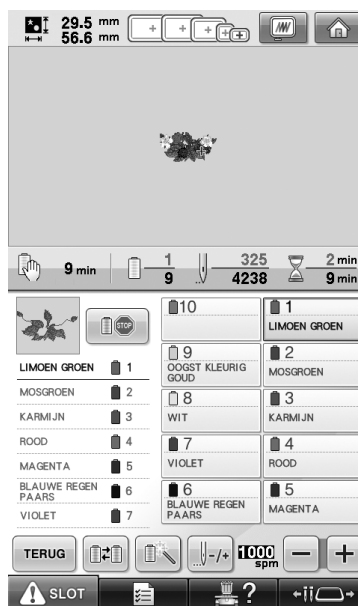 29.5 mm
56.6 mm
9 min
1
9
325
4238
2 min
9 min
STOP
LIMOEN GROEN 1
MOSGROEN 2
KARMIJN 3
ROOD 4
MAGENTA 5
BLAUWE REGEN
PAARS 6
VIOLET 7
10
1
LIMOEN GROEN
9
OOGST KLEURIG
GOUD
2
MOSGROEN
8
WIT
3
KARMIJN
7
VIOLET
4
ROOD
6
BLAUWE REGEN
PAARS
5
MAGENTA
TERUG
-/+
1000
spm
−
+
SLOT
?